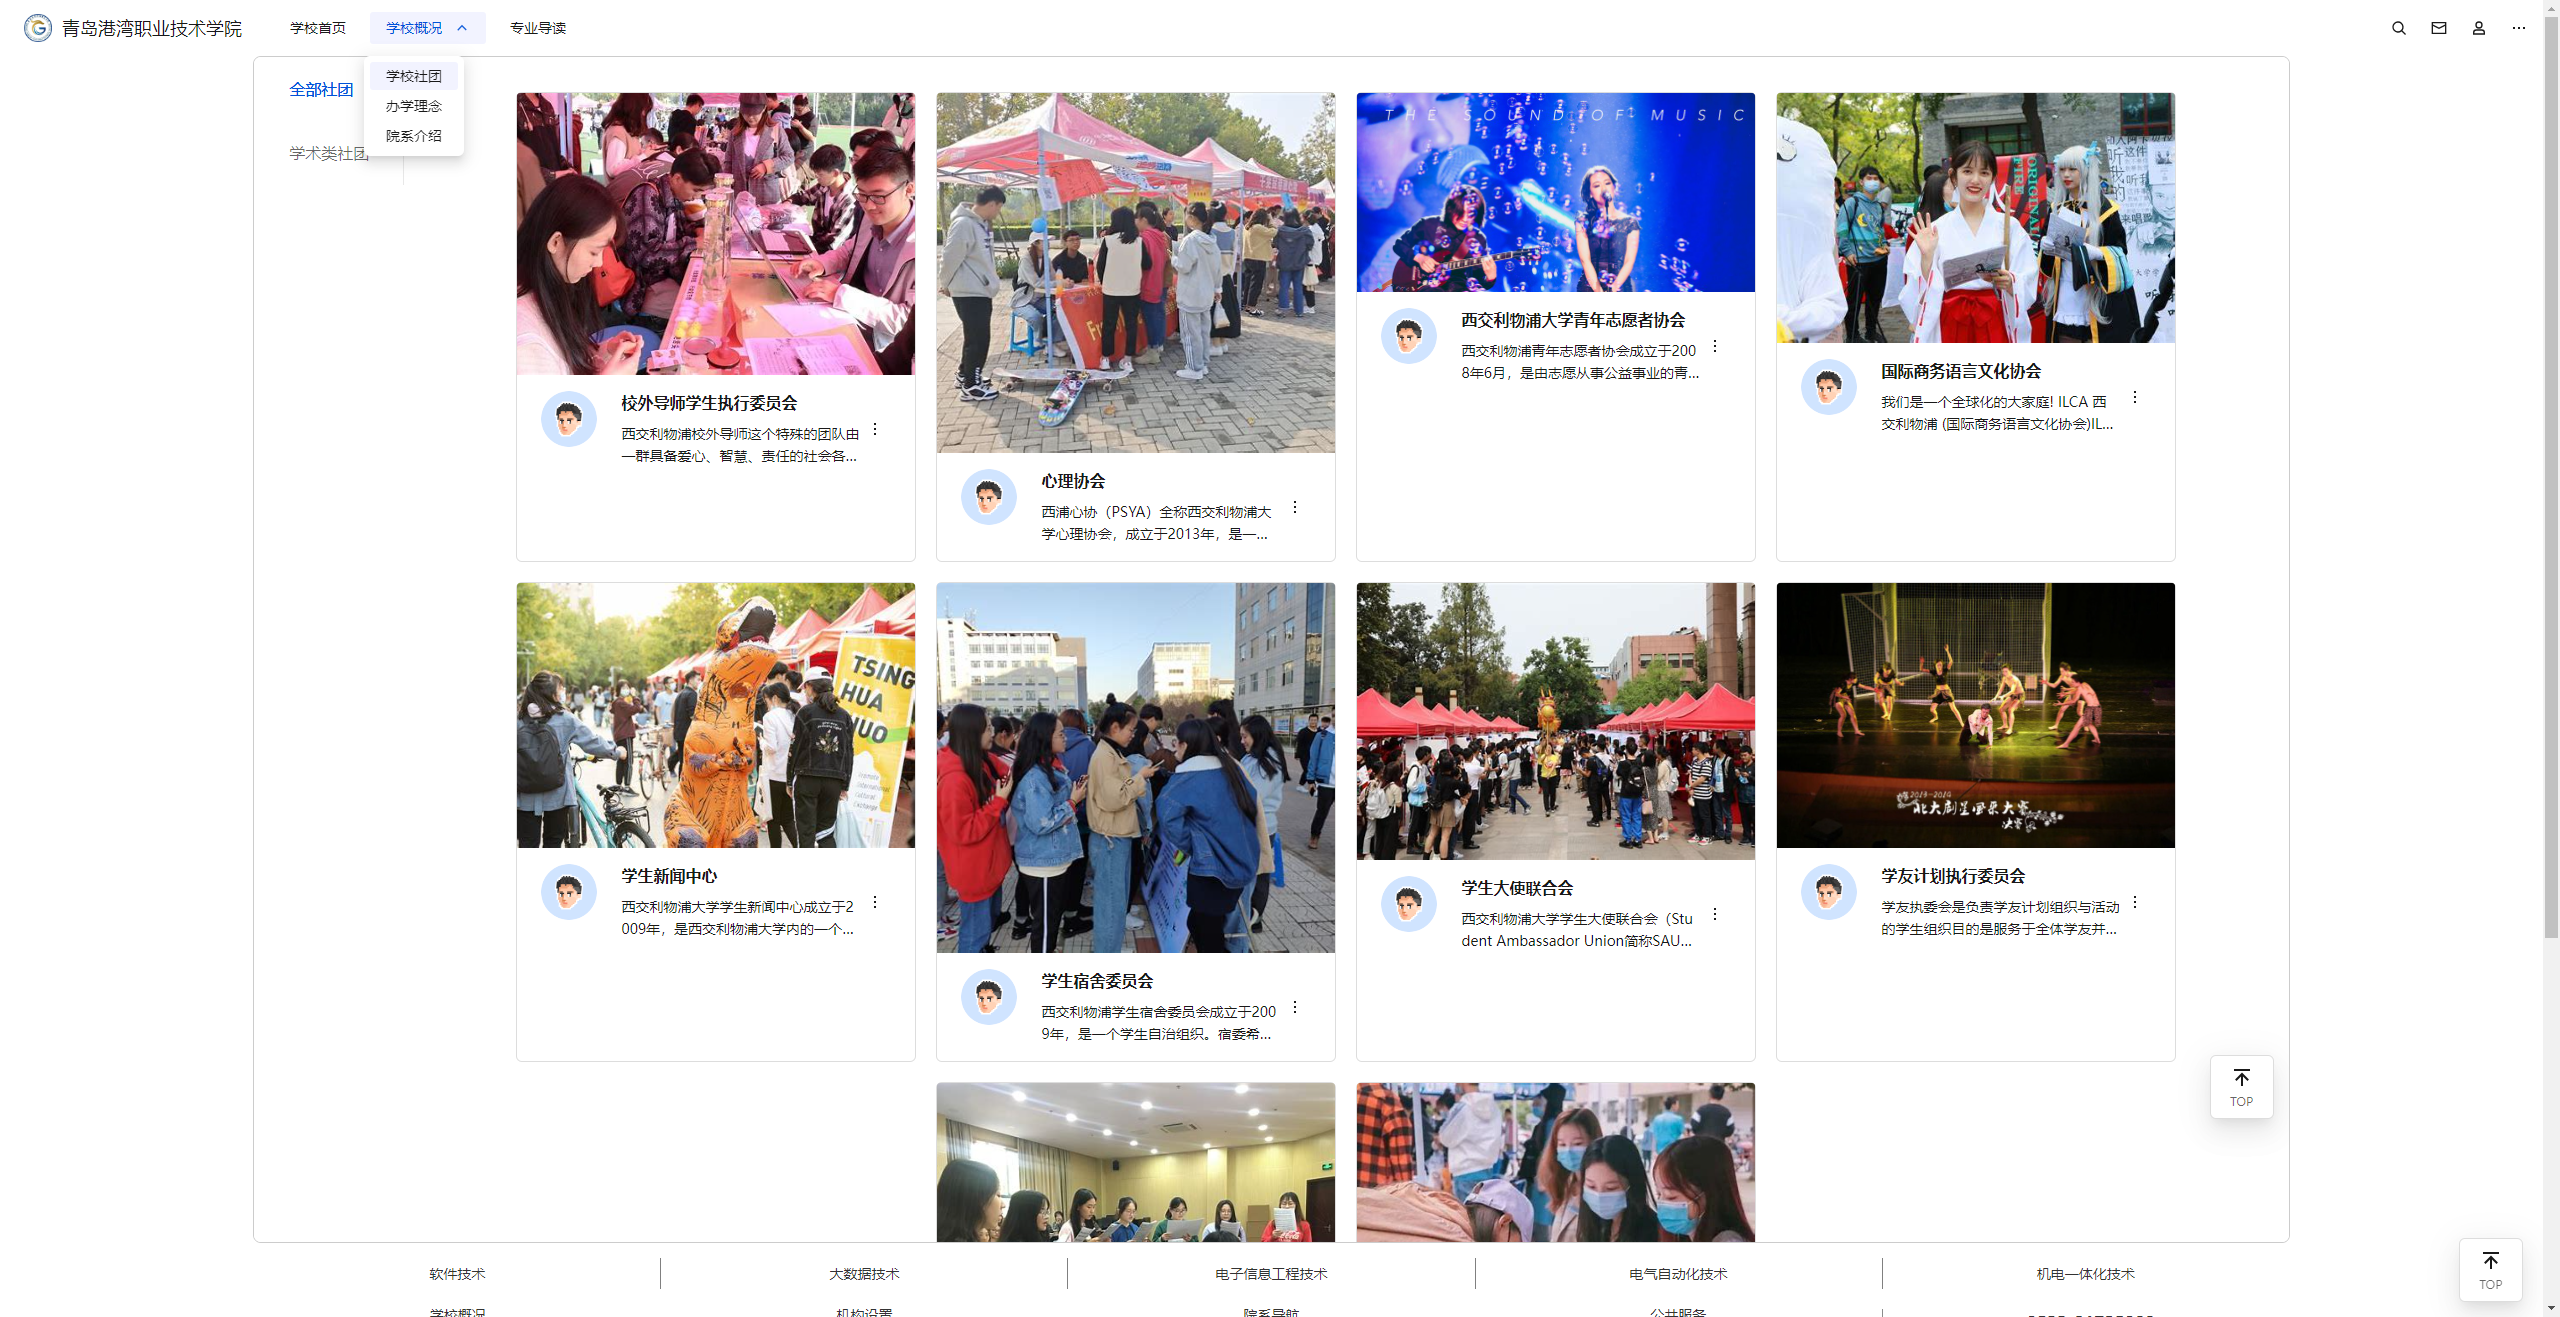 青岛港湾职业技术学院
学校首页
学校概况
专业导读
学校社团
办学理念
院系介绍
全部社团
学术类社团
THE SOUND OF MUSIC
校外导师学生执行委员会
西交利物浦校外导师这个特殊的团队由
一群具备爱心、智慧、责任的社会各...
心理协会
西浦心协（PSYA）全称西交利物浦大
学心理协会，成立于2013年，是一...
西交利物浦大学青年志愿者协会
西交利物浦青年志愿者协会成立于200
8年6月，是由志愿从事公益事业的青...
国际商务语言文化协会
我们是一个全球化的大家庭! ILCA 西
交利物浦 (国际商务语言文化协会)IL...
TSING
HUA
NUO
学生新闻中心
西交利物浦大学学生新闻中心成立于2
009年，是西交利物浦大学内的一个...
学生宿舍委员会
西交利物浦学生宿舍委员会成立于200
9年，是一个学生自治组织。宿委希...
学生大使联合会
西交利物浦大学学生大使联合会（Stu
dent Ambassador Union简称SAU...
2013-2014
北大剧星风采大赛
决赛
学友计划执行委员会
学友执委会是负责学友计划组织与活动
的学生组织目的是服务于全体学友并...
TOP
TOP
软件技术
大数据技术
电子信息工程技术
电气自动化技术
机电一体化技术
学校概况
机构设置
院系导航
公共服务